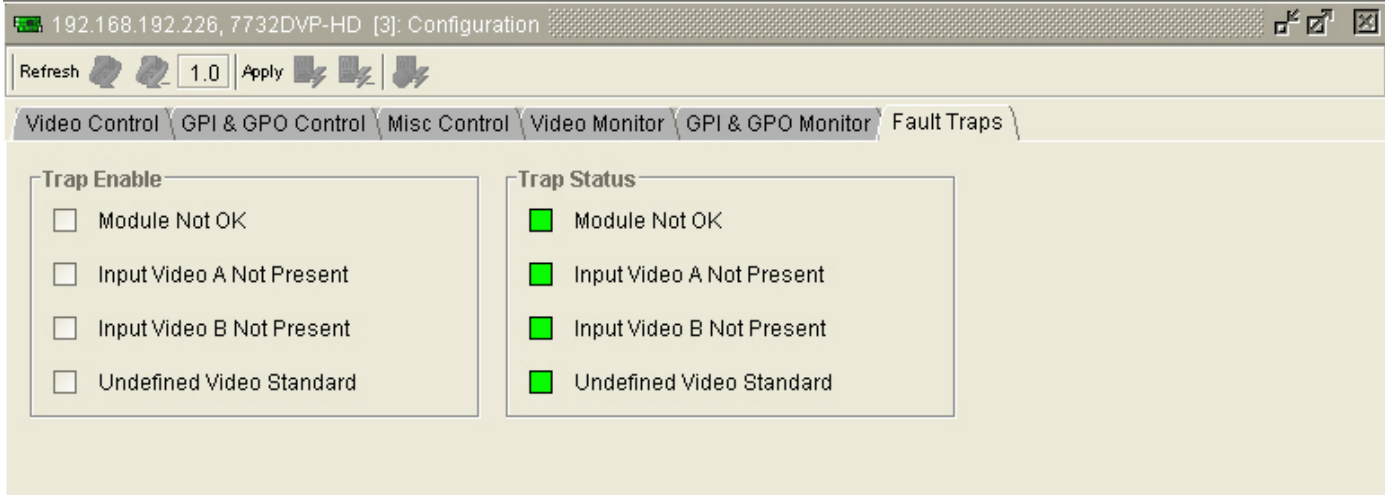 192.168.192.226, 7732DVP-HD [3]: Configuration
Refresh 1.0 Apply
Video Control GPI & GPO Control Misc Control Video Monitor GPI & GPO Monitor Fault Traps
Trap Enable
Module Not OK
Input Video A Not Present
Input Video B Not Present
Undefined Video Standard
Trap Status
Module Not OK
Input Video A Not Present
Input Video B Not Present
Undefined Video Standard